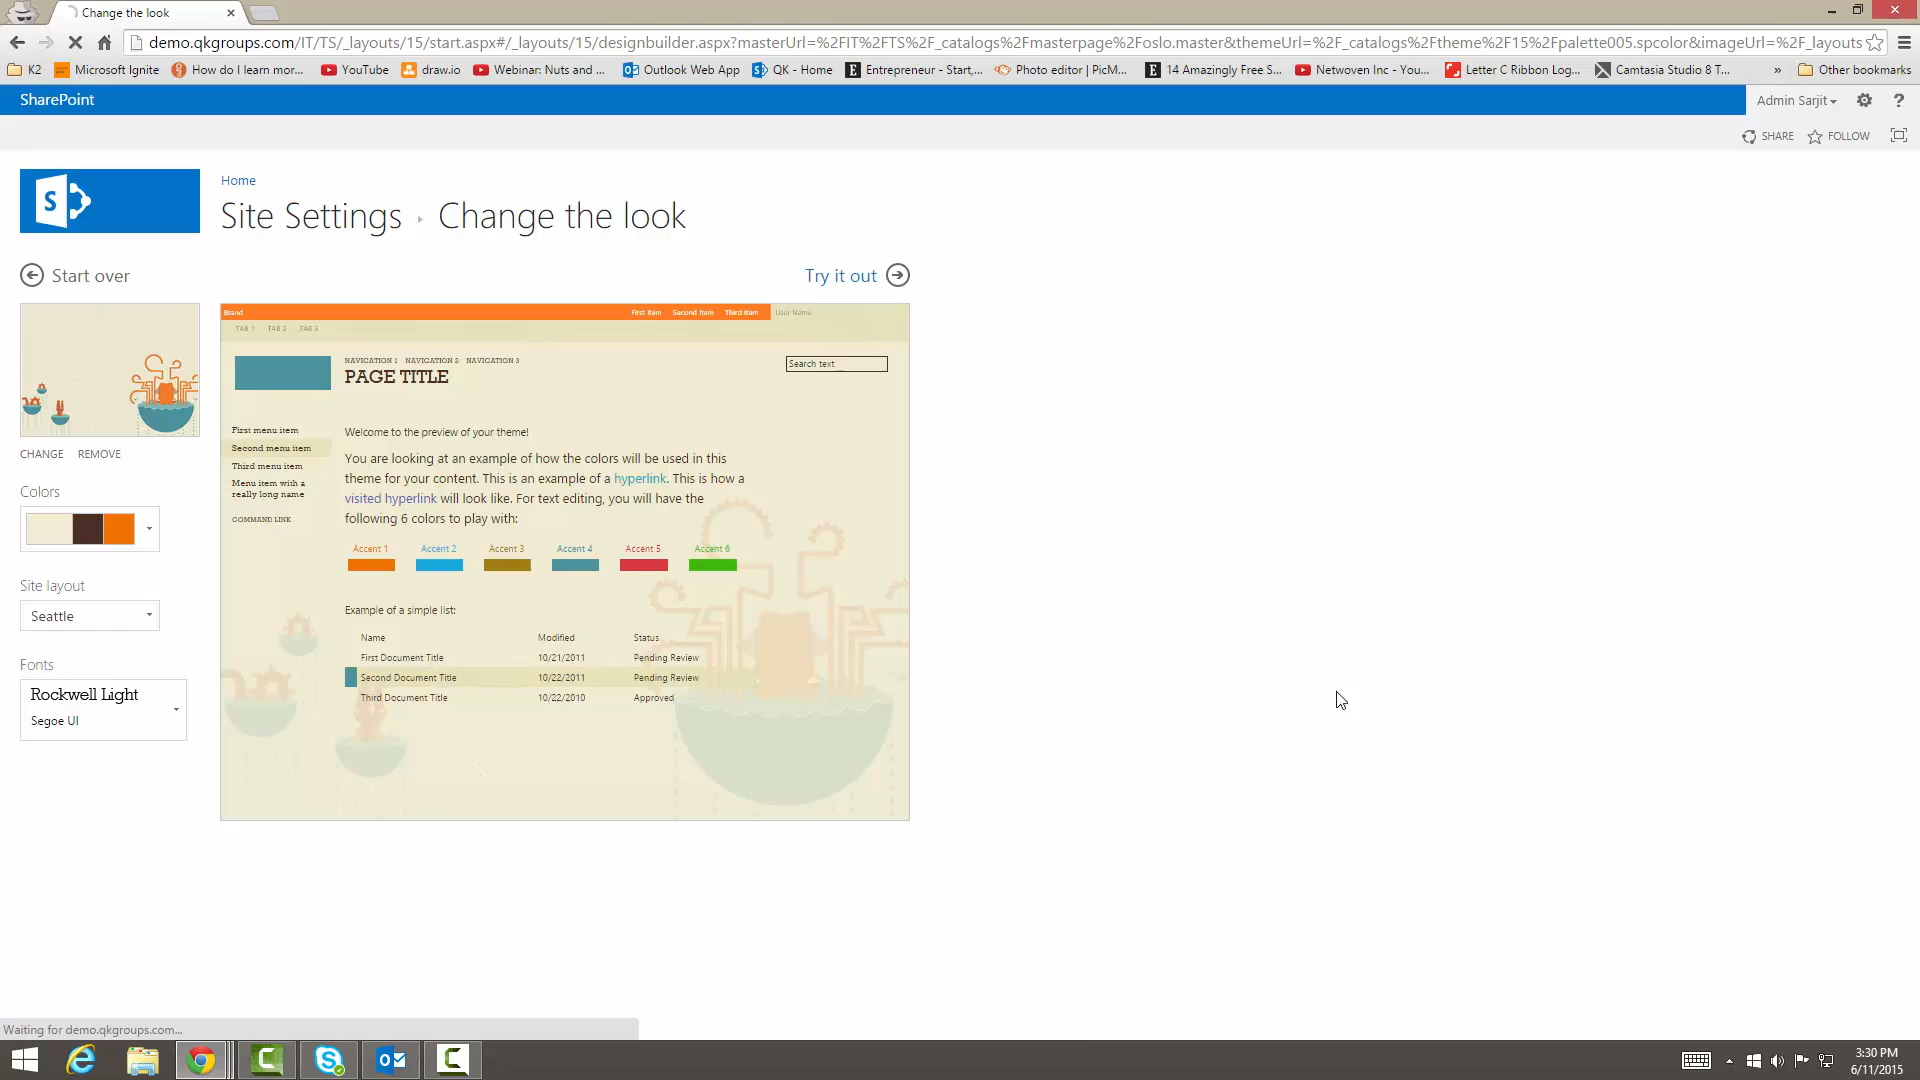 Change the look
demo.qkgroups.com/IT/TS/_layouts/15/start.aspx#/_layouts/15/designbuilder.aspx?masterUrl=%2FIT%2FTS%2F_catalogs%2Fmasterpage%2Foslo.master&themeUrl=%2F_catalogs%2Ftheme%2F15%2Fpalette005.spcolor&imageUrl=%2F_layouts
K2 Microsoft Ignite How do I learn mor... YouTube draw.io Webinar: Nuts and ... Outlook Web App QK - Home Entrepreneur - Start,... Photo editor | PicM... 14 Amazingly Free S... Netwoven Inc - You... Letter C Ribbon Log... Camtasia Studio 8 T... » Other bookmarks
SharePoint
Admin Sarjit ?
SHARE FOLLOW
S
Home
Site Settings Change the look
Start over
Try it out
CHANGE REMOVE
Colors
Site layout
Seattle
Fonts
Rockwell Light
Segoe UI
Brand First Item Second Item Third Item User Name
TAB 1 TAB 2 TAB 3
NAVIGATION 1 NAVIGATION 2 NAVIGATION 3
PAGE TITLE
Search text
First menu item
Second menu item
Third menu item
Menu item with a
really long name
COMMAND LINK
Welcome to the preview of your theme!
You are looking at an example of how the colors will be used in this
theme for your content. This is an example of a hyperlink. This is how a
visited hyperlink will look like. For text editing, you will have the
following 6 colors to play with:
Accent 1 Accent 2 Accent 3 Accent 4 Accent 5 Accent 6
Example of a simple list:
Name Modified Status
First Document Title 10/21/2011 Pending Review
Second Document Title 10/22/2011 Pending Review
Third Document Title 10/22/2010 Approved
Waiting for demo.qkgroups.com...
3:30 PM
6/11/2015